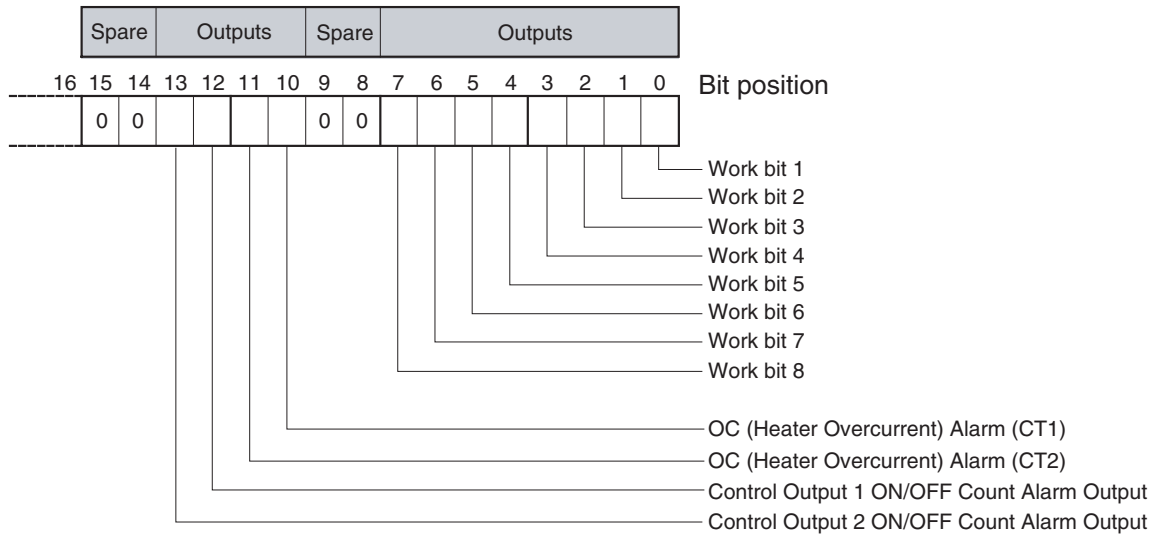 Spare Outputs Spare Outputs
16 15 14 13 12 11 10 9 8 7 6 5 4 3 2 1 0 Bit position
0 0 0 0
Work bit 1
Work bit 2
Work bit 3
Work bit 4
Work bit 5
Work bit 6
Work bit 7
Work bit 8
OC (Heater Overcurrent) Alarm (CT1)
OC (Heater Overcurrent) Alarm (CT2)
Control Output 1 ON/OFF Count Alarm Output
Control Output 2 ON/OFF Count Alarm Output